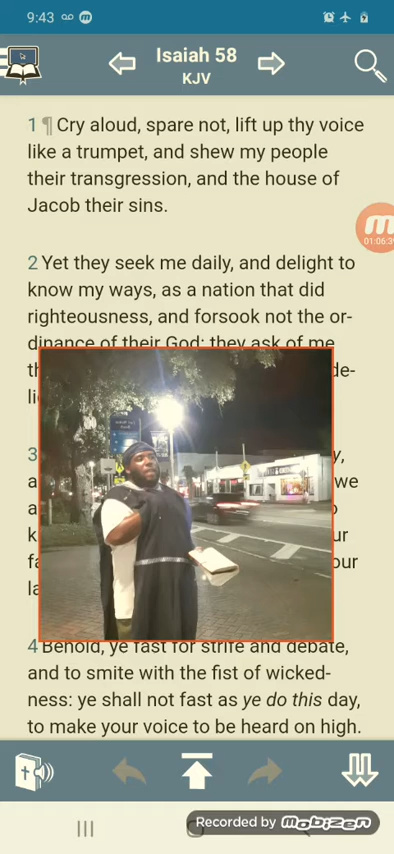 9:43
Isaiah 58
KJV
01:06:39
1 ¶ Cry aloud, spare not, lift up thy voice
like a trumpet, and shew my people
their transgression, and the house of
Jacob their sins.
2 Yet they seek me daily, and delight to
know my ways, as a nation that did
righteousness, and forsook not the or-
dinance of their God: they ask of me
de-
3
we
4 Behold, ye fast for strife and debate,
and to smite with the fist of wicked-
ness: ye shall not fast as ye do this day,
to make your voice to be heard on high.
Recorded by mobizen